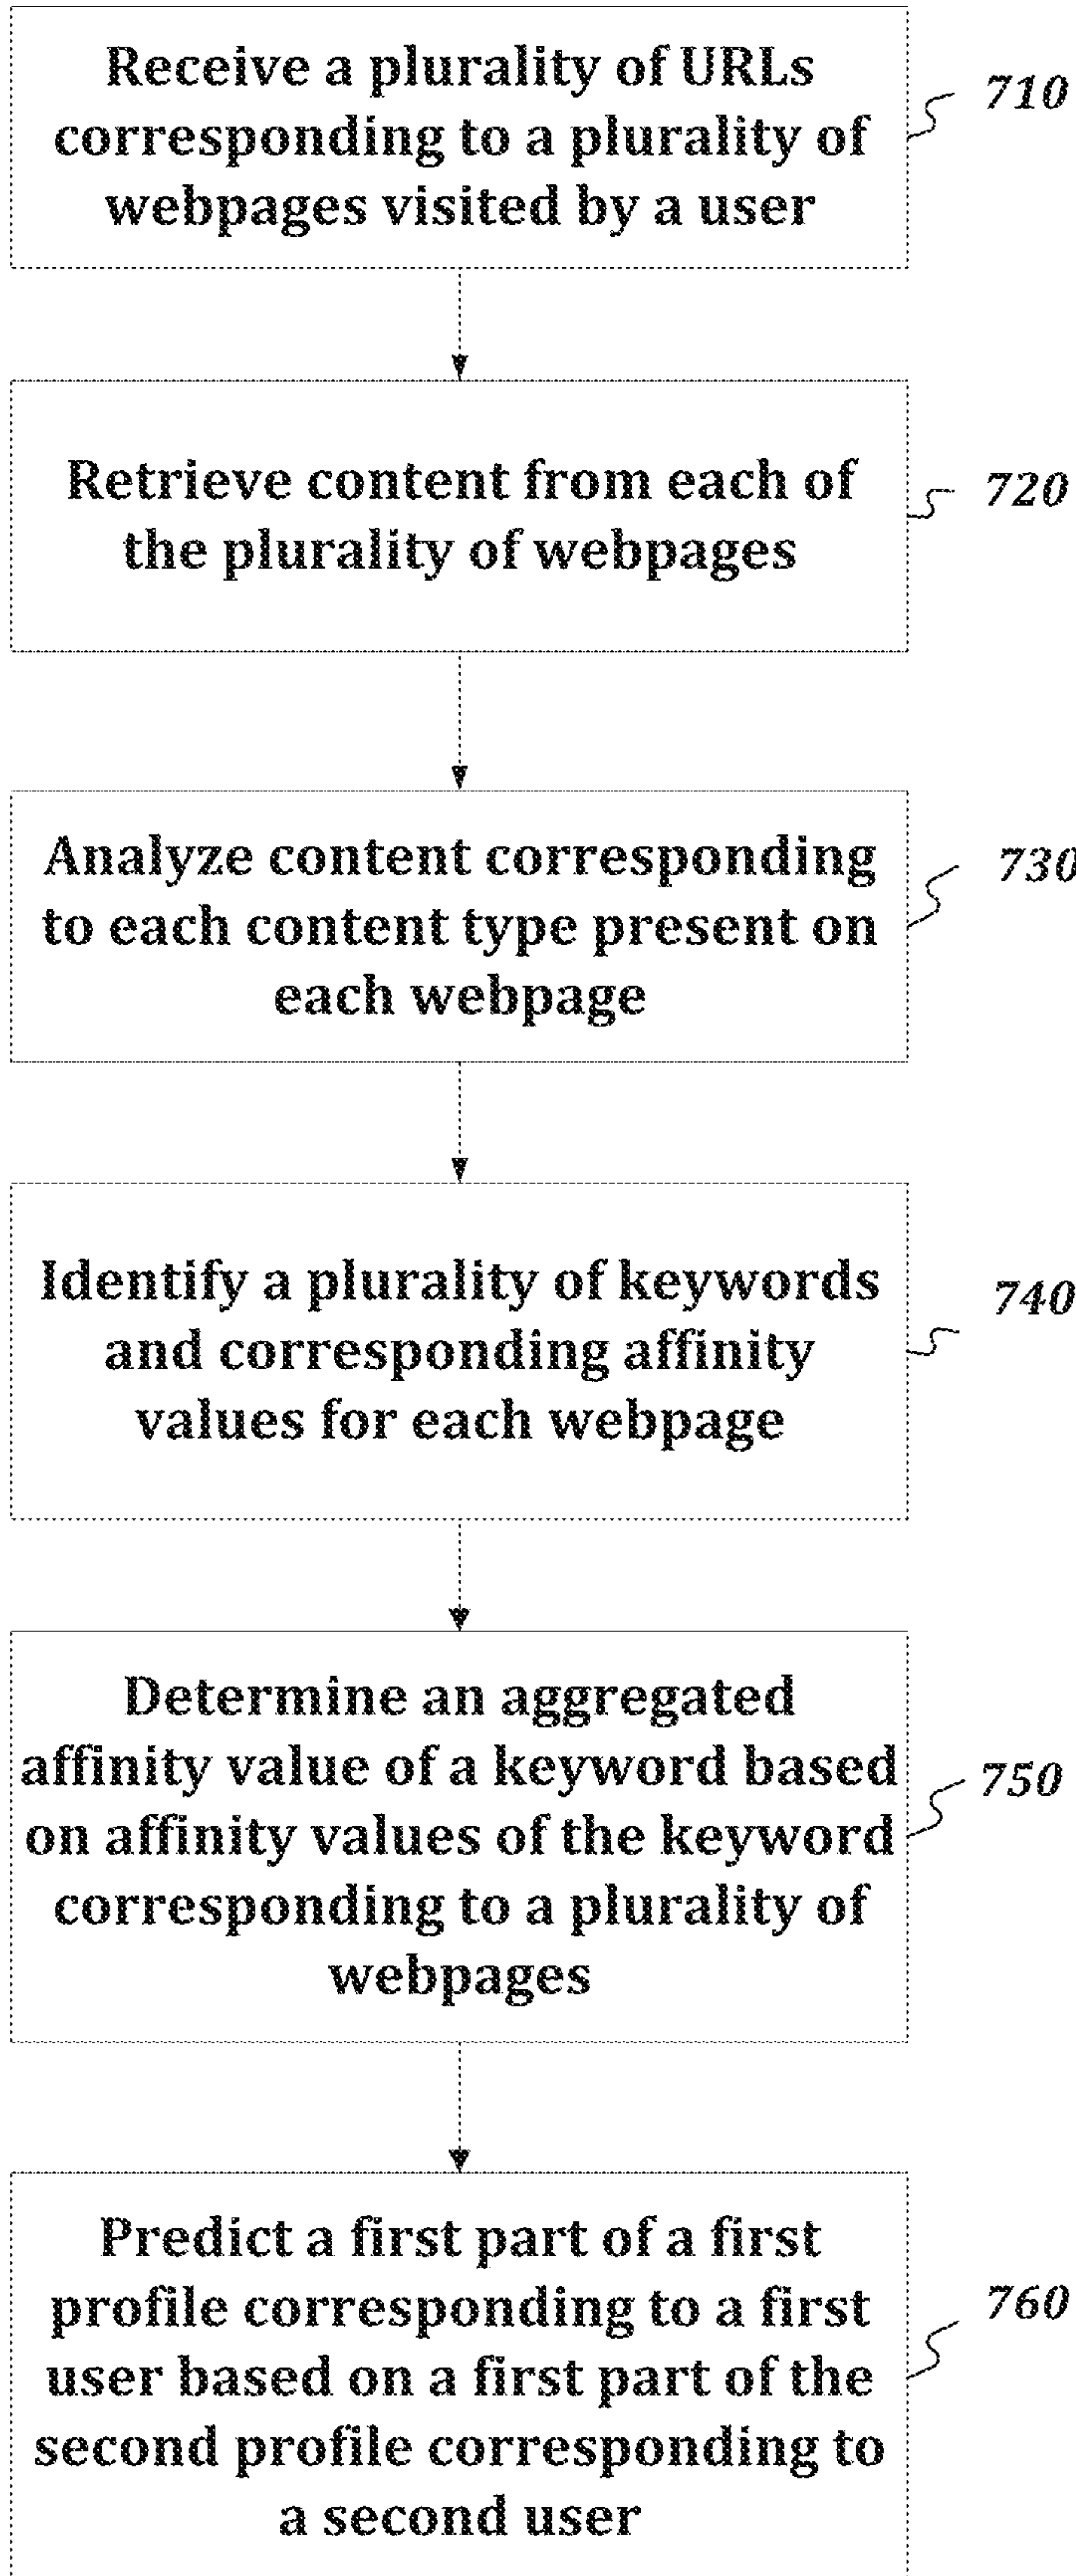 Receive a plurality of URLs
corresponding to a plurality of
webpages visited by a user
710
Retrieve content from each of
the plurality of webpages
720
Analyze content corresponding
to each content type present on
each webpage
730
Identify a plurality of keywords
and corresponding affinity
values for each webpage
740
Determine an aggregated
affinity value of a keyword based
on affinity values of the keyword
corresponding to a plurality of
webpages
750
Predict a first part of a first
profile corresponding to a first
user based on a first part of the
second profile corresponding to
a second user
760